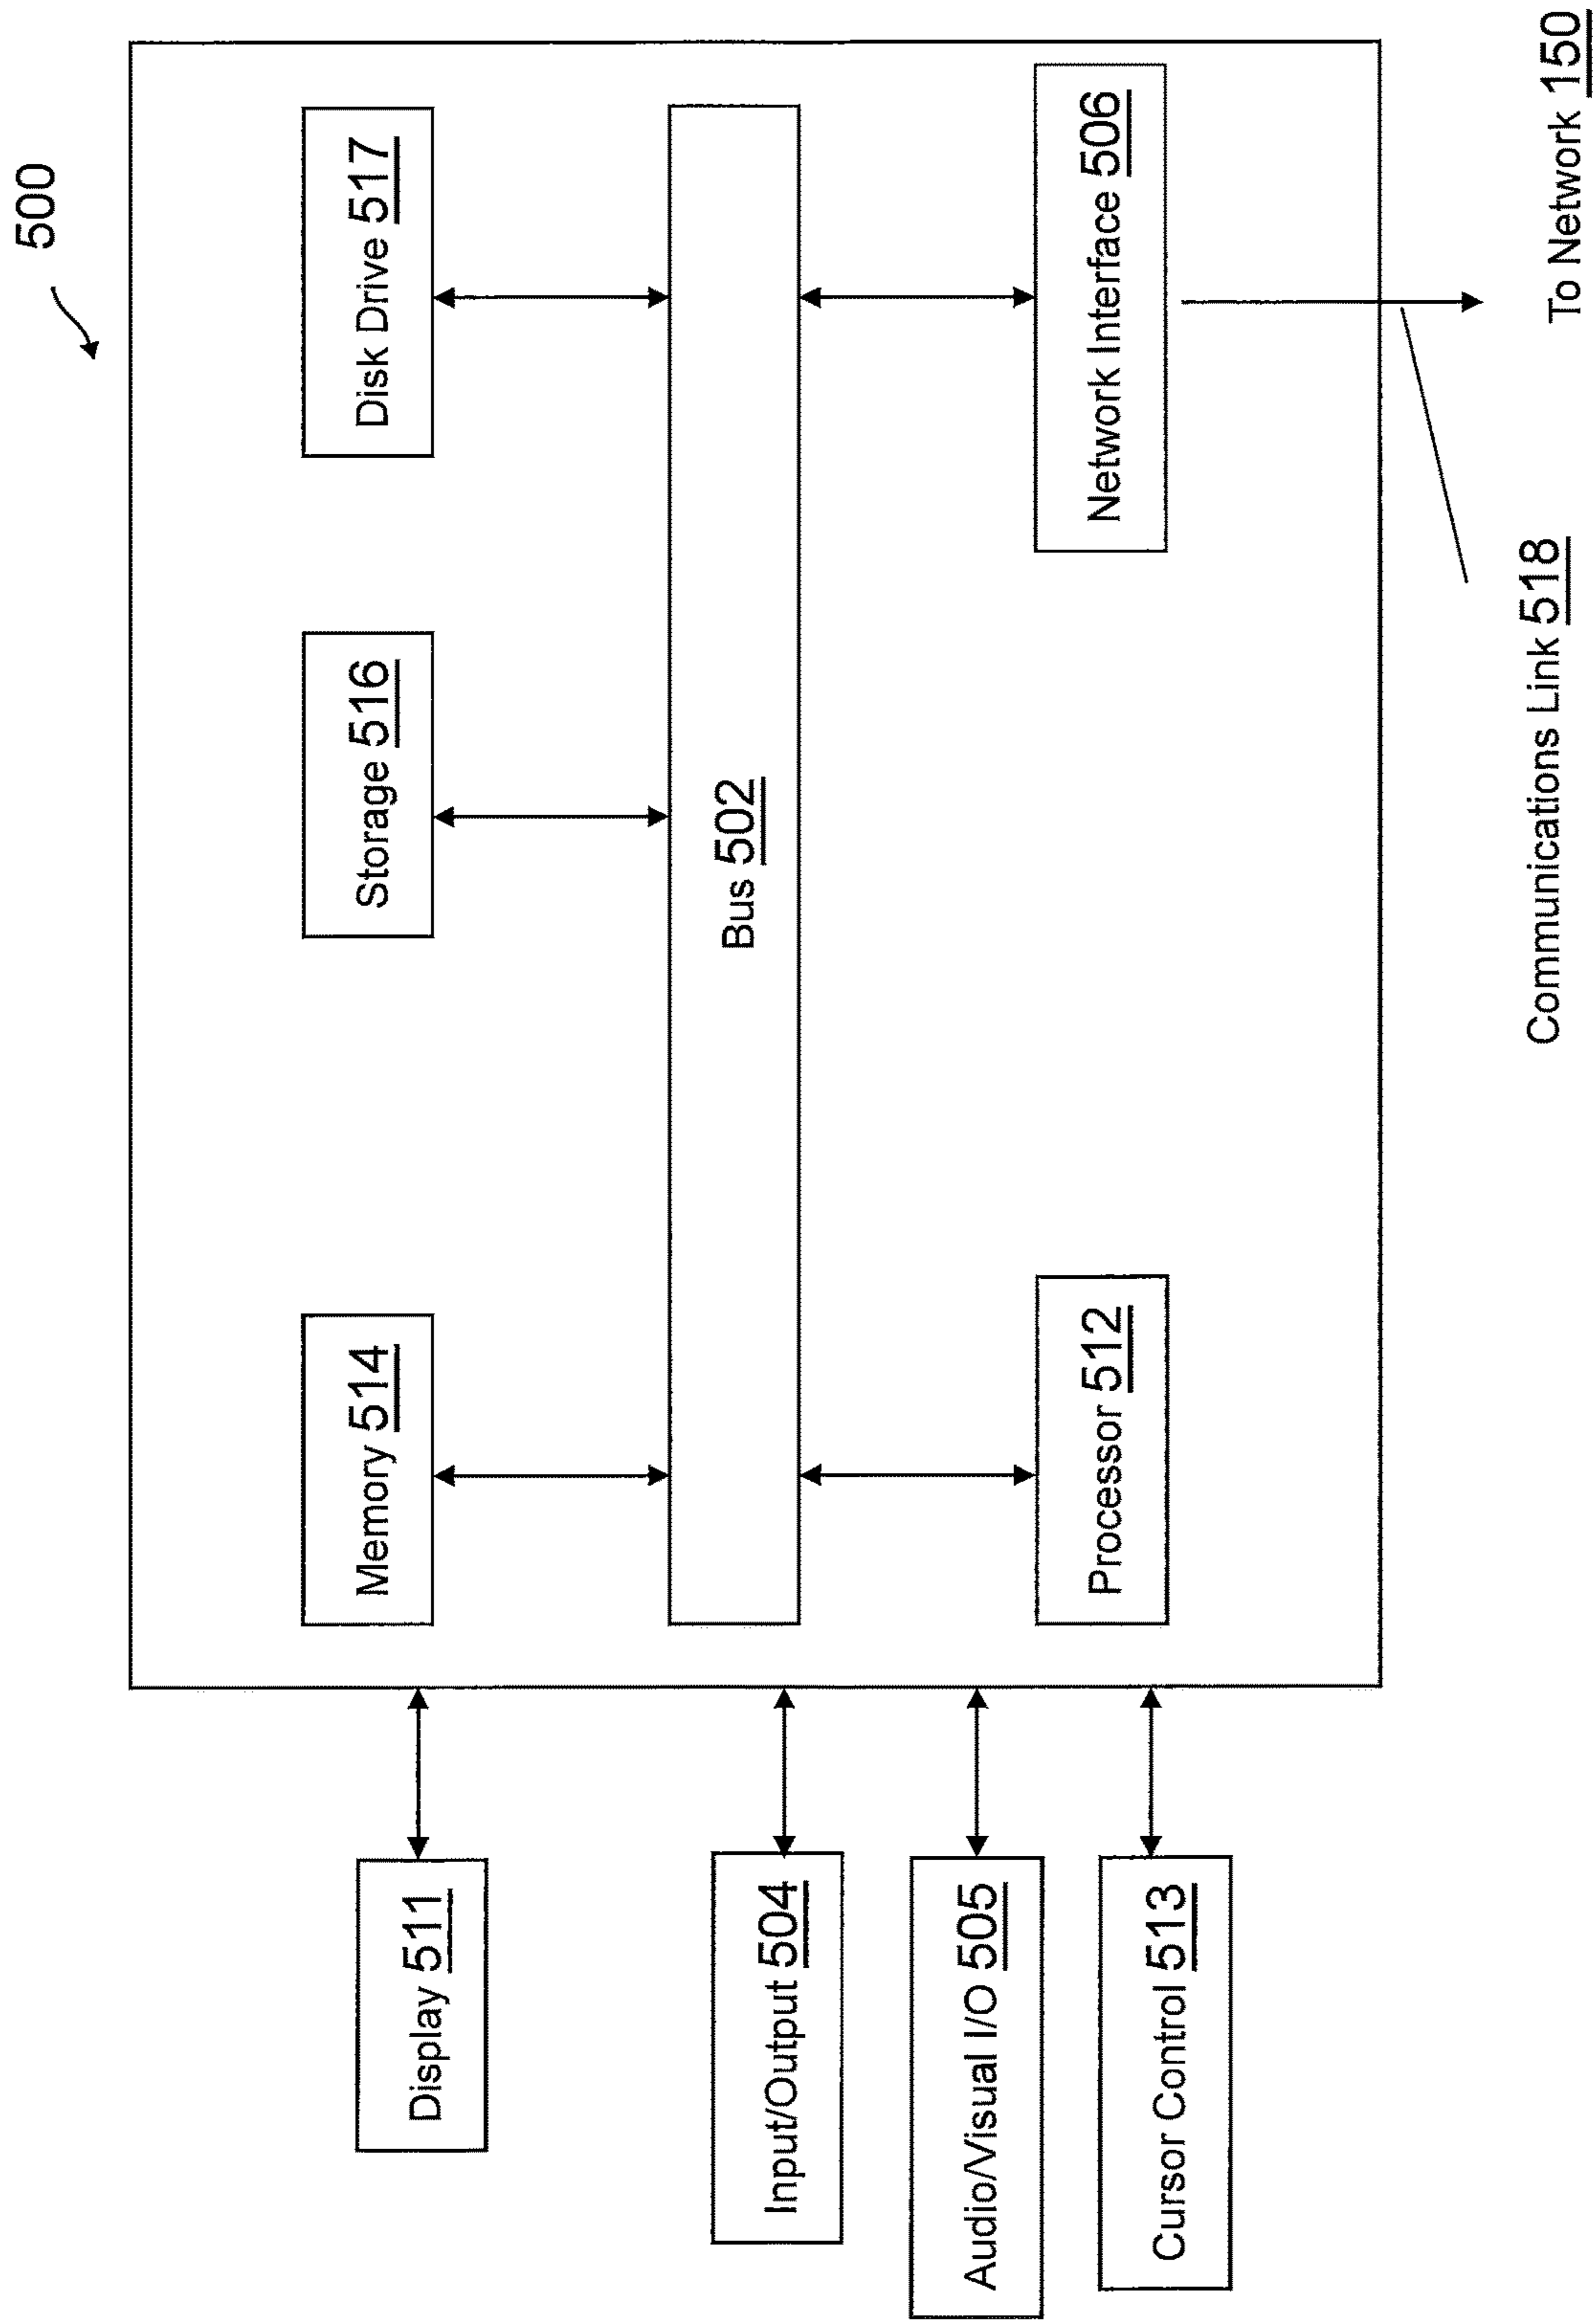 500
Display 511
Memory 514
Storage 516
Disk Drive 517
Input/Output 504
Bus 502
Audio/Visual I/O 505
Cursor Control 513
Processor 512
Network Interface 506
Communications Link 518
To Network 150